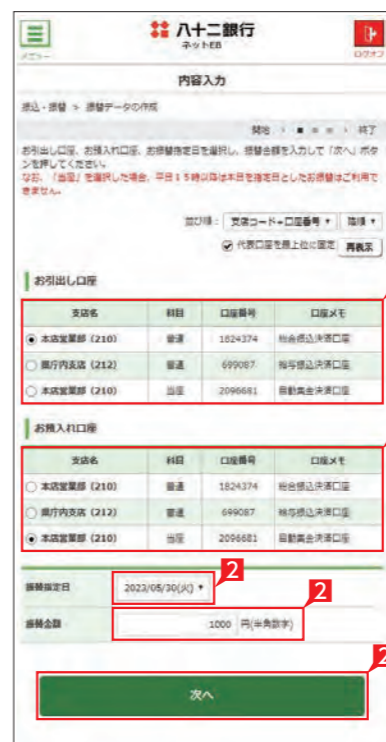 八十二銀行
ネットEB
メニュー
ログオフ
内容入力
振込・振替 > 振替データの作成
開始 > ■ ■ ■ > 終了
お引出し口座、お預入れ口座、お振替指定日を選択し、振替金額を入力して「次へ」ボタ
ンを押してください。
なお、「当座」を選択した場合、平日15時以降は本日を指定日としたお振替はご利用で
きません。
並び順： 支店コード+口座番号 ▼ 降順 ▼
代表口座を最上位に固定 再表示
お引出し口座
支店名 科目 口座番号 口座メモ
本店営業部（210） 普通 1824374 総合振込決済口座
県庁内支店（212） 普通 699087 給与振込決済口座
本店営業部（210） 当座 2096681 自動集金決済口座
お預入れ口座
支店名 科目 口座番号 口座メモ
本店営業部（210） 普通 1824374 総合振込決済口座
県庁内支店（212） 普通 699087 給与振込決済口座
本店営業部（210） 当座 2096681 自動集金決済口座
2
振替指定日 2023/05/30(火) ▼
2
振替金額 1000 円(半角数字)
2
次へ